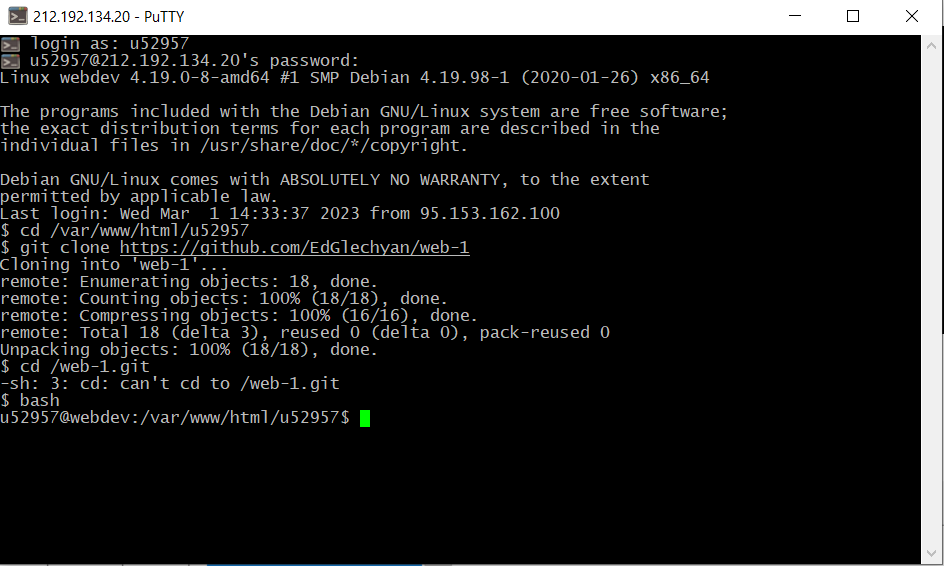 212.192.134.20 - PuTTY
login as: u52957
u52957@212.192.134.20's password:
Linux webdev 4.19.0-8-amd64 #1 SMP Debian 4.19.98-1 (2020-01-26) x86_64
The programs included with the Debian GNU/Linux system are free software;
the exact distribution terms for each program are described in the
individual files in /usr/share/doc/*/copyright.
Debian GNU/Linux comes with ABSOLUTELY NO WARRANTY, to the extent
permitted by applicable law.
Last login: Wed Mar  1 14:33:37 2023 from 95.153.162.100
$ cd /var/www/html/u52957
$ git clone https://github.com/EdGlechyan/web-1
Cloning into 'web-1'...
remote: Enumerating objects: 18, done.
remote: Counting objects: 100% (18/18), done.
remote: Compressing objects: 100% (16/16), done.
remote: Total 18 (delta 3), reused 0 (delta 0), pack-reused 0
Unpacking objects: 100% (18/18), done.
$ cd /web-1.git
-sh: 3: cd: can't cd to /web-1.git
$ bash
u52957@webdev:/var/www/html/u52957$